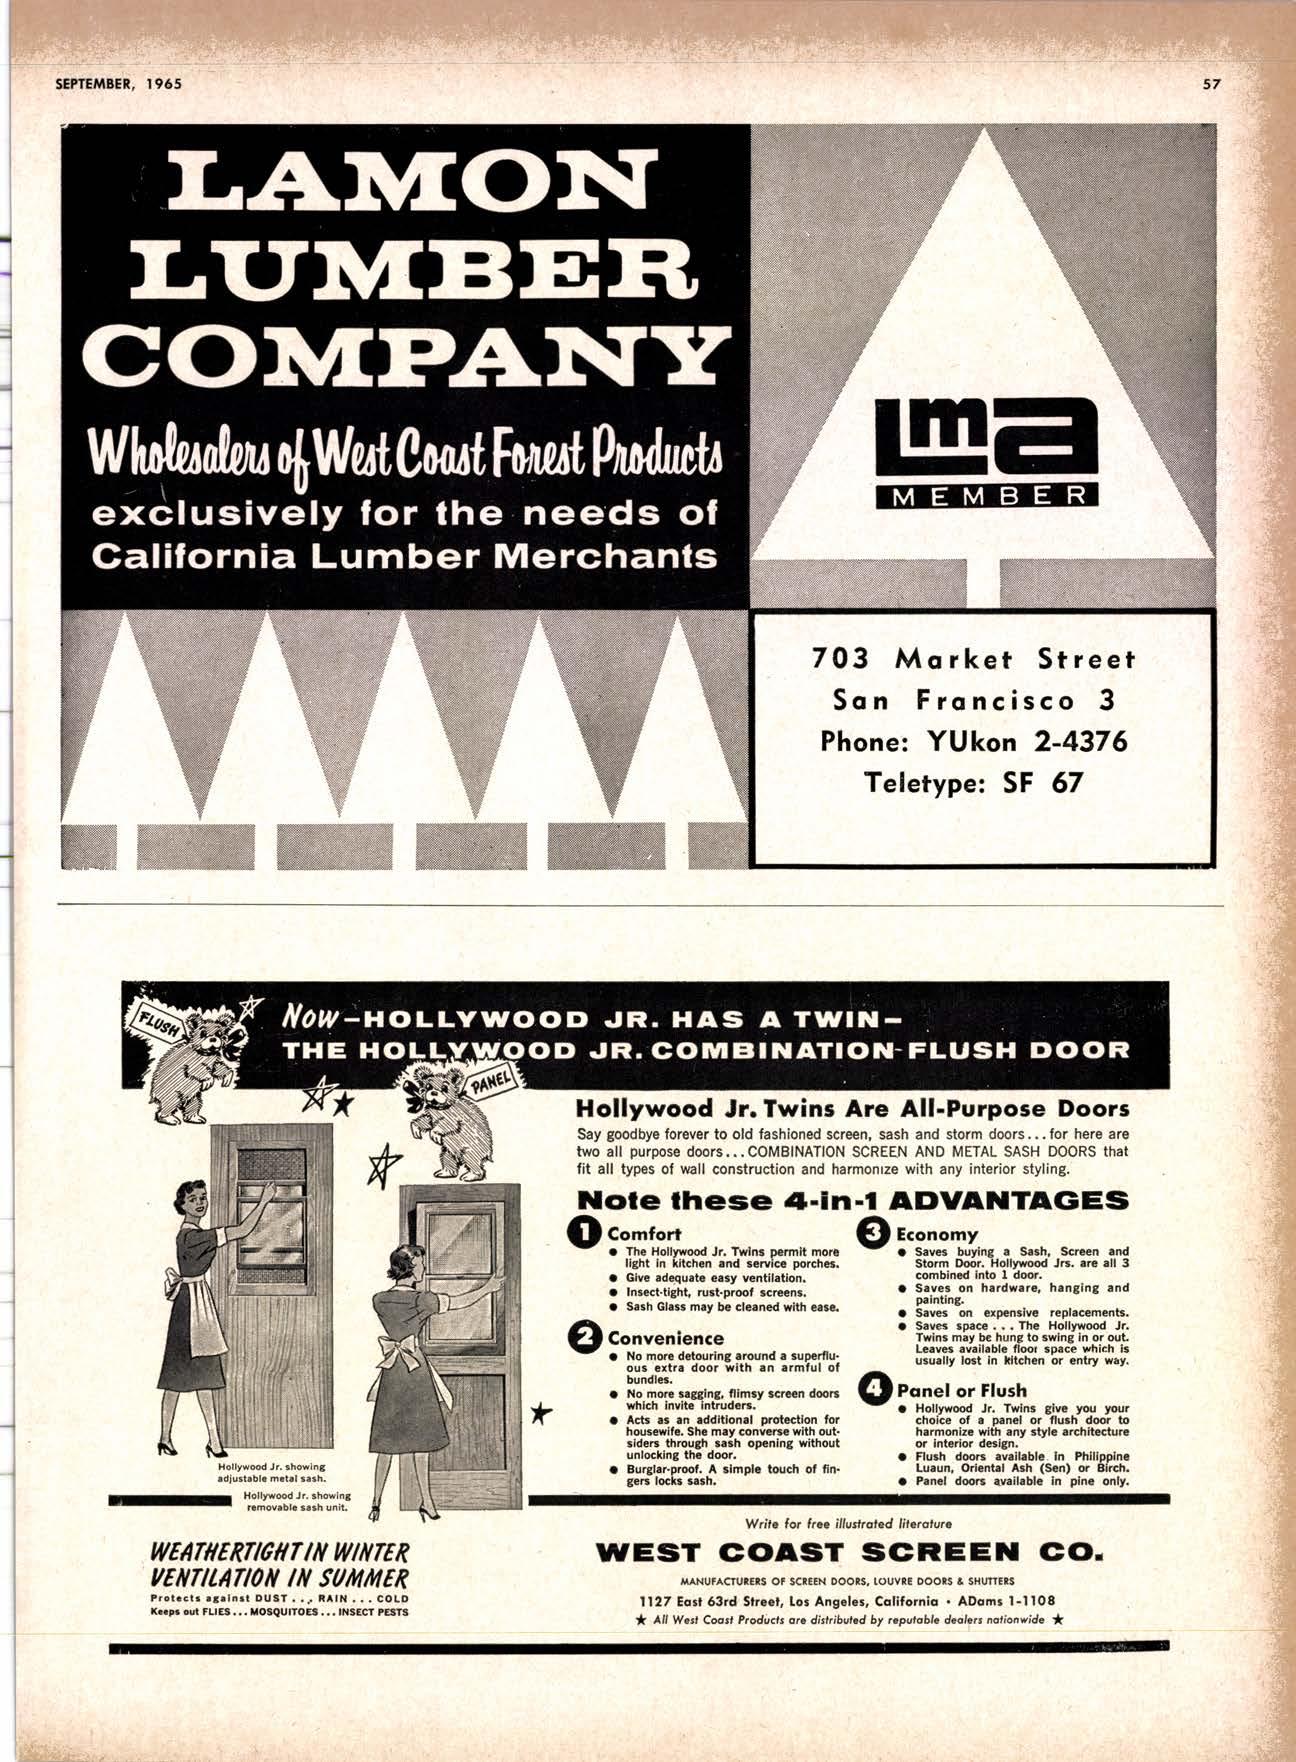 SEPTEMBER, 1965
57
LAMON
LUMBER
COMPANY
Wholesalers of West Coast Forest Products
exclusively for the needs of
California Lumber Merchants
Lma
MEMBER
703 Market Street
San Francisco 3
Phone: YUkon 2-4376
Teletype: SF 67
FLUSH
Now-HOLLYWOOD JR. HAS A TWIN-
THE HOLLYWOOD JR. COMBINATION-FLUSH DOOR
PANEL
Hollywood Jr. Twins Are All-Purpose Doors
Say goodbye forever to old fashioned screen, sash and storm doors...for here are
two all purpose doors...COMBINATION SCREEN AND METAL SASH DOORS that
fit all types of wall construction and harmonize with any interior styling.
Note these 4-in-1 ADVANTAGES
1 Comfort
• The Hollywood Jr. Twins permit more
light in kitchen and service porches.
• Give adequate easy ventilation.
• Insect-tight, rust-proof screens.
• Sash Glass may be cleaned with ease.
2 Convenience
• No more detouring around a superflu-
ous extra door with an armful of
bundles.
• No more sagging, flimsy screen doors
which invite intruders.
• Acts as an additional protection for
housewife. She may converse with out-
siders through sash opening without
unlocking the door.
• Burglar-proof. A simple touch of fin-
gers locks sash.
3 Economy
• Saves buying a Sash, Screen and
Storm Door. Hollywood Jrs. are all 3
combined into 1 door.
• Saves on hardware, hanging and
painting.
• Saves on expensive replacements.
• Saves space ... The Hollywood Jr.
Twins may be hung to swing in or out.
Leaves available floor space which is
usually lost in kitchen or entry way.
4 Panel or Flush
• Hollywood Jr. Twins give you your
choice of a panel or flush door to
harmonize with any style architecture
or interior design.
• Flush doors available in Philippine
Luaun, Oriental Ash (Sen) or Birch.
• Panel doors available in pine only.
Hollywood Jr. showing
adjustable metal sash.
Hollywood Jr. showing
removable sash unit.
WEATHERTIGHT IN WINTER
VENTILATION IN SUMMER
Protects against DUST ... RAIN ... COLD
Keeps out FLIES ... MOSQUITOES ... INSECT PESTS
Write for free illustrated literature
WEST COAST SCREEN CO.
MANUFACTURERS OF SCREEN DOORS, LOUVRE DOORS & SHUTTERS
1127 East 63rd Street, Los Angeles, California • ADams 1-1108
★ All West Coast Products are distributed by reputable dealers nationwide ★